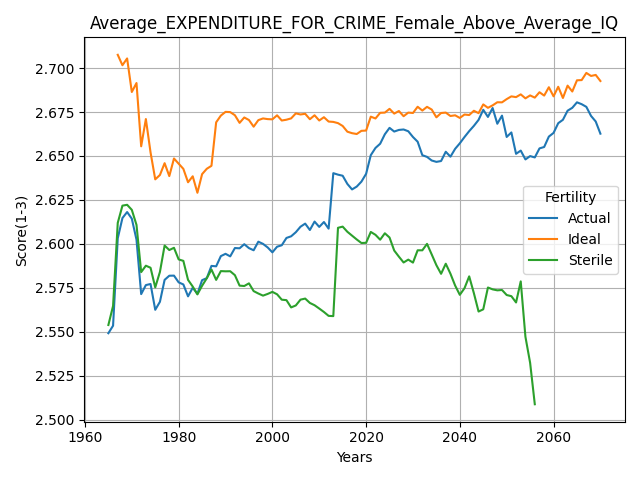 Average_EXPENDITURE_FOR_CRIME_Female_Above_Average_IQ
Score(1-3)
2.700
2.675
2.650
2.625
2.600
2.575
2.550
2.525
2.500
Fertility
Actual
Ideal
Sterile
1960 1980 2000 2020 2040 2060
Years